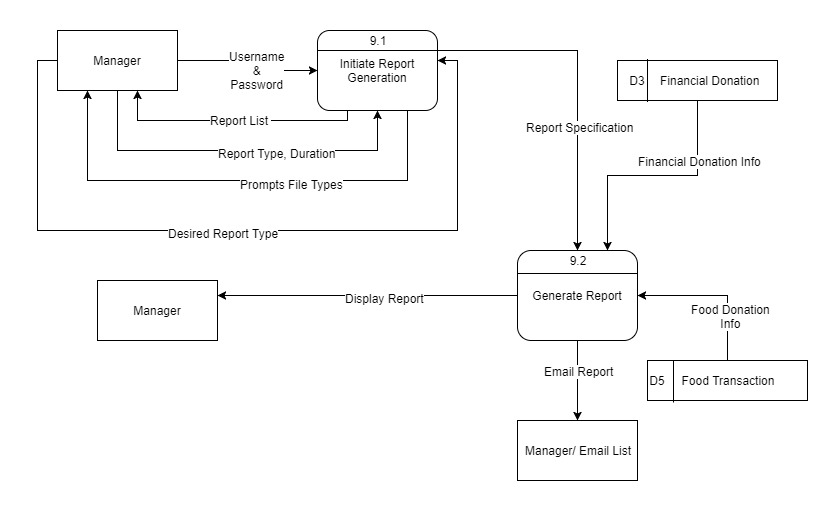 9.1
Manager
Initiate Report
Generation
Username
&
Password
D3
Financial Donation
Report List
Report Specification
Report Type, Duration
Financial Donation Info
Prompts File Types
Desired Report Type
9.2
Generate Report
Display Report
Manager
Food Donation
Info
Email Report
D5
Food Transaction
Manager/ Email List